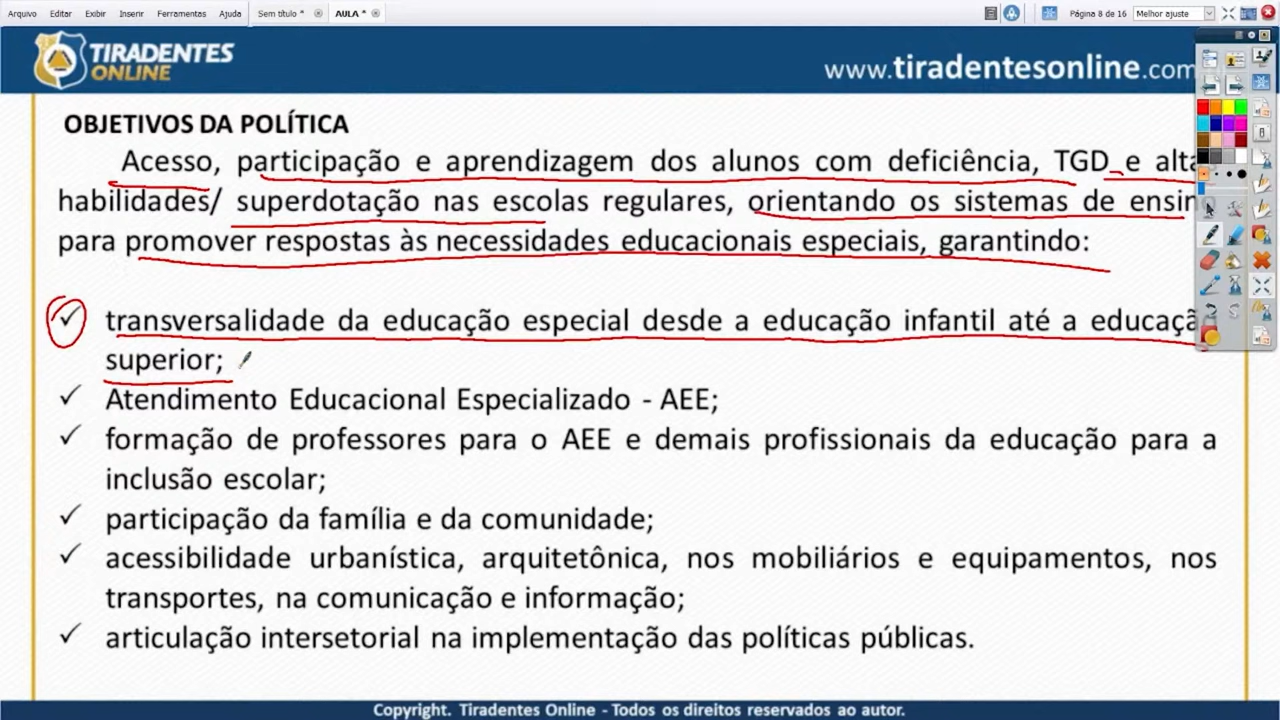 Arquivo Editar Exibir Inserir Ferramentas Ajuda Sem título * AULA * Página 8 de 16 Melhor ajuste
TIRADENTES
ONLINE
www.tiradentesonline.com
OBJETIVOS DA POLÍTICA
Acesso, participação e aprendizagem dos alunos com deficiência, TGD e alta
habilidades/ superdotação nas escolas regulares, orientando os sistemas de ensin
para promover respostas às necessidades educacionais especiais, garantindo:
✓ transversalidade da educação especial desde a educação infantil até a educaçã
superior;
✓ Atendimento Educacional Especializado - AEE;
✓ formação de professores para o AEE e demais profissionais da educação para a
inclusão escolar;
✓ participação da família e da comunidade;
✓ acessibilidade urbanística, arquitetônica, nos mobiliários e equipamentos, nos
transportes, na comunicação e informação;
✓ articulação intersetorial na implementação das políticas públicas.
Copyright. Tiradentes Online - Todos os direitos reservados ao autor.